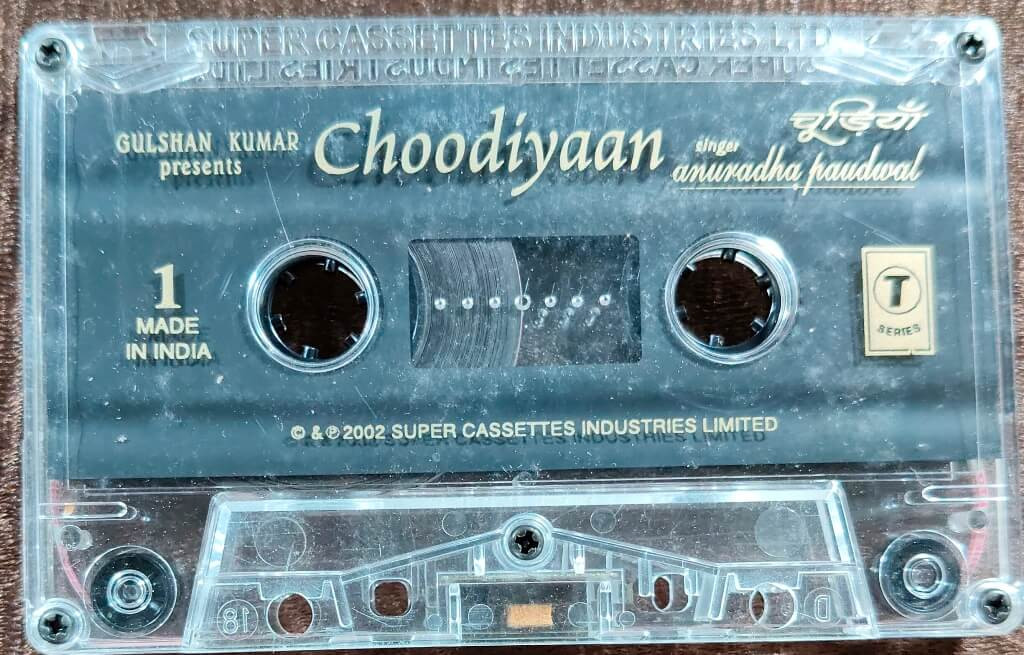 SUPER CASSETTES INDUSTRIES LTD
GULSHAN KUMAR
presents
Choodiyaan
चूड़ियाँ
singer
anuradha paudwal
1
MADE
IN INDIA
T
SERIES
© & ℗ 2002 SUPER CASSETTES INDUSTRIES LIMITED
18
D